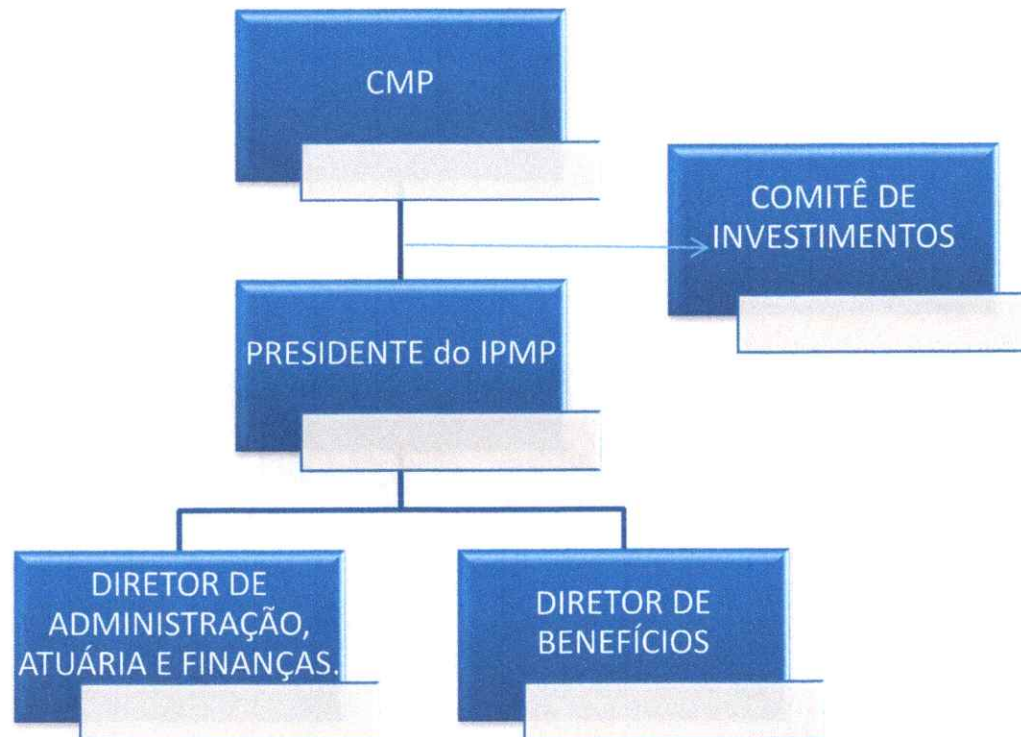 CMP
COMITÊ DE
INVESTIMENTOS
PRESIDENTE do IPMP
DIRETOR DE
ADMINISTRAÇÃO,
ATUÁRIA E FINANÇAS.
DIRETOR DE
BENEFÍCIOS